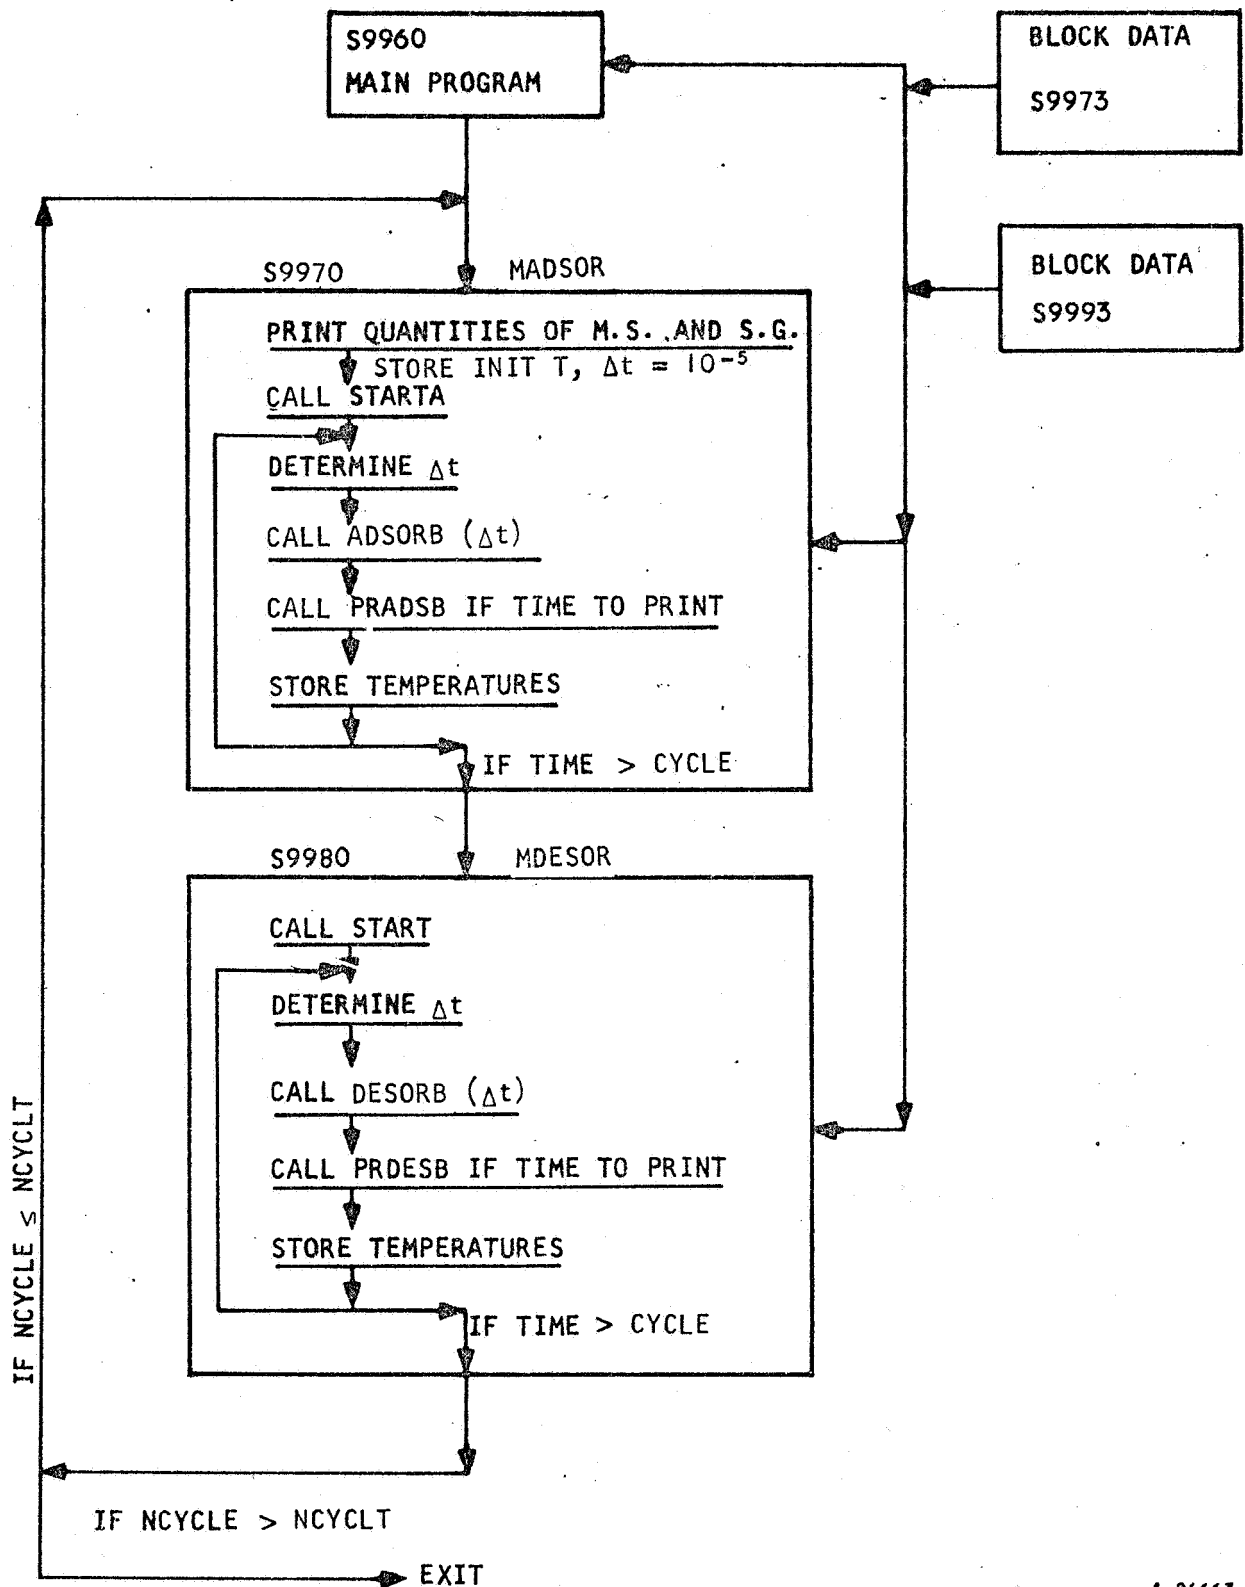 S9960
MAIN PROGRAM
BLOCK DATA
S9973
BLOCK DATA
S9993
S9970 MADSOR
PRINT QUANTITIES OF M.S. AND S.G.
STORE INIT T, Δt = 10⁻⁵
CALL STARTA
DETERMINE Δt
CALL ADSORB (Δt)
CALL PRADSB IF TIME TO PRINT
STORE TEMPERATURES
IF TIME > CYCLE
S9980 MDESOR
CALL START
DETERMINE Δt
CALL DESORB (Δt)
CALL PRDESB IF TIME TO PRINT
STORE TEMPERATURES
IF TIME > CYCLE
IF NCYCLE ≤ NCYCLT
IF NCYCLE > NCYCLT
EXIT